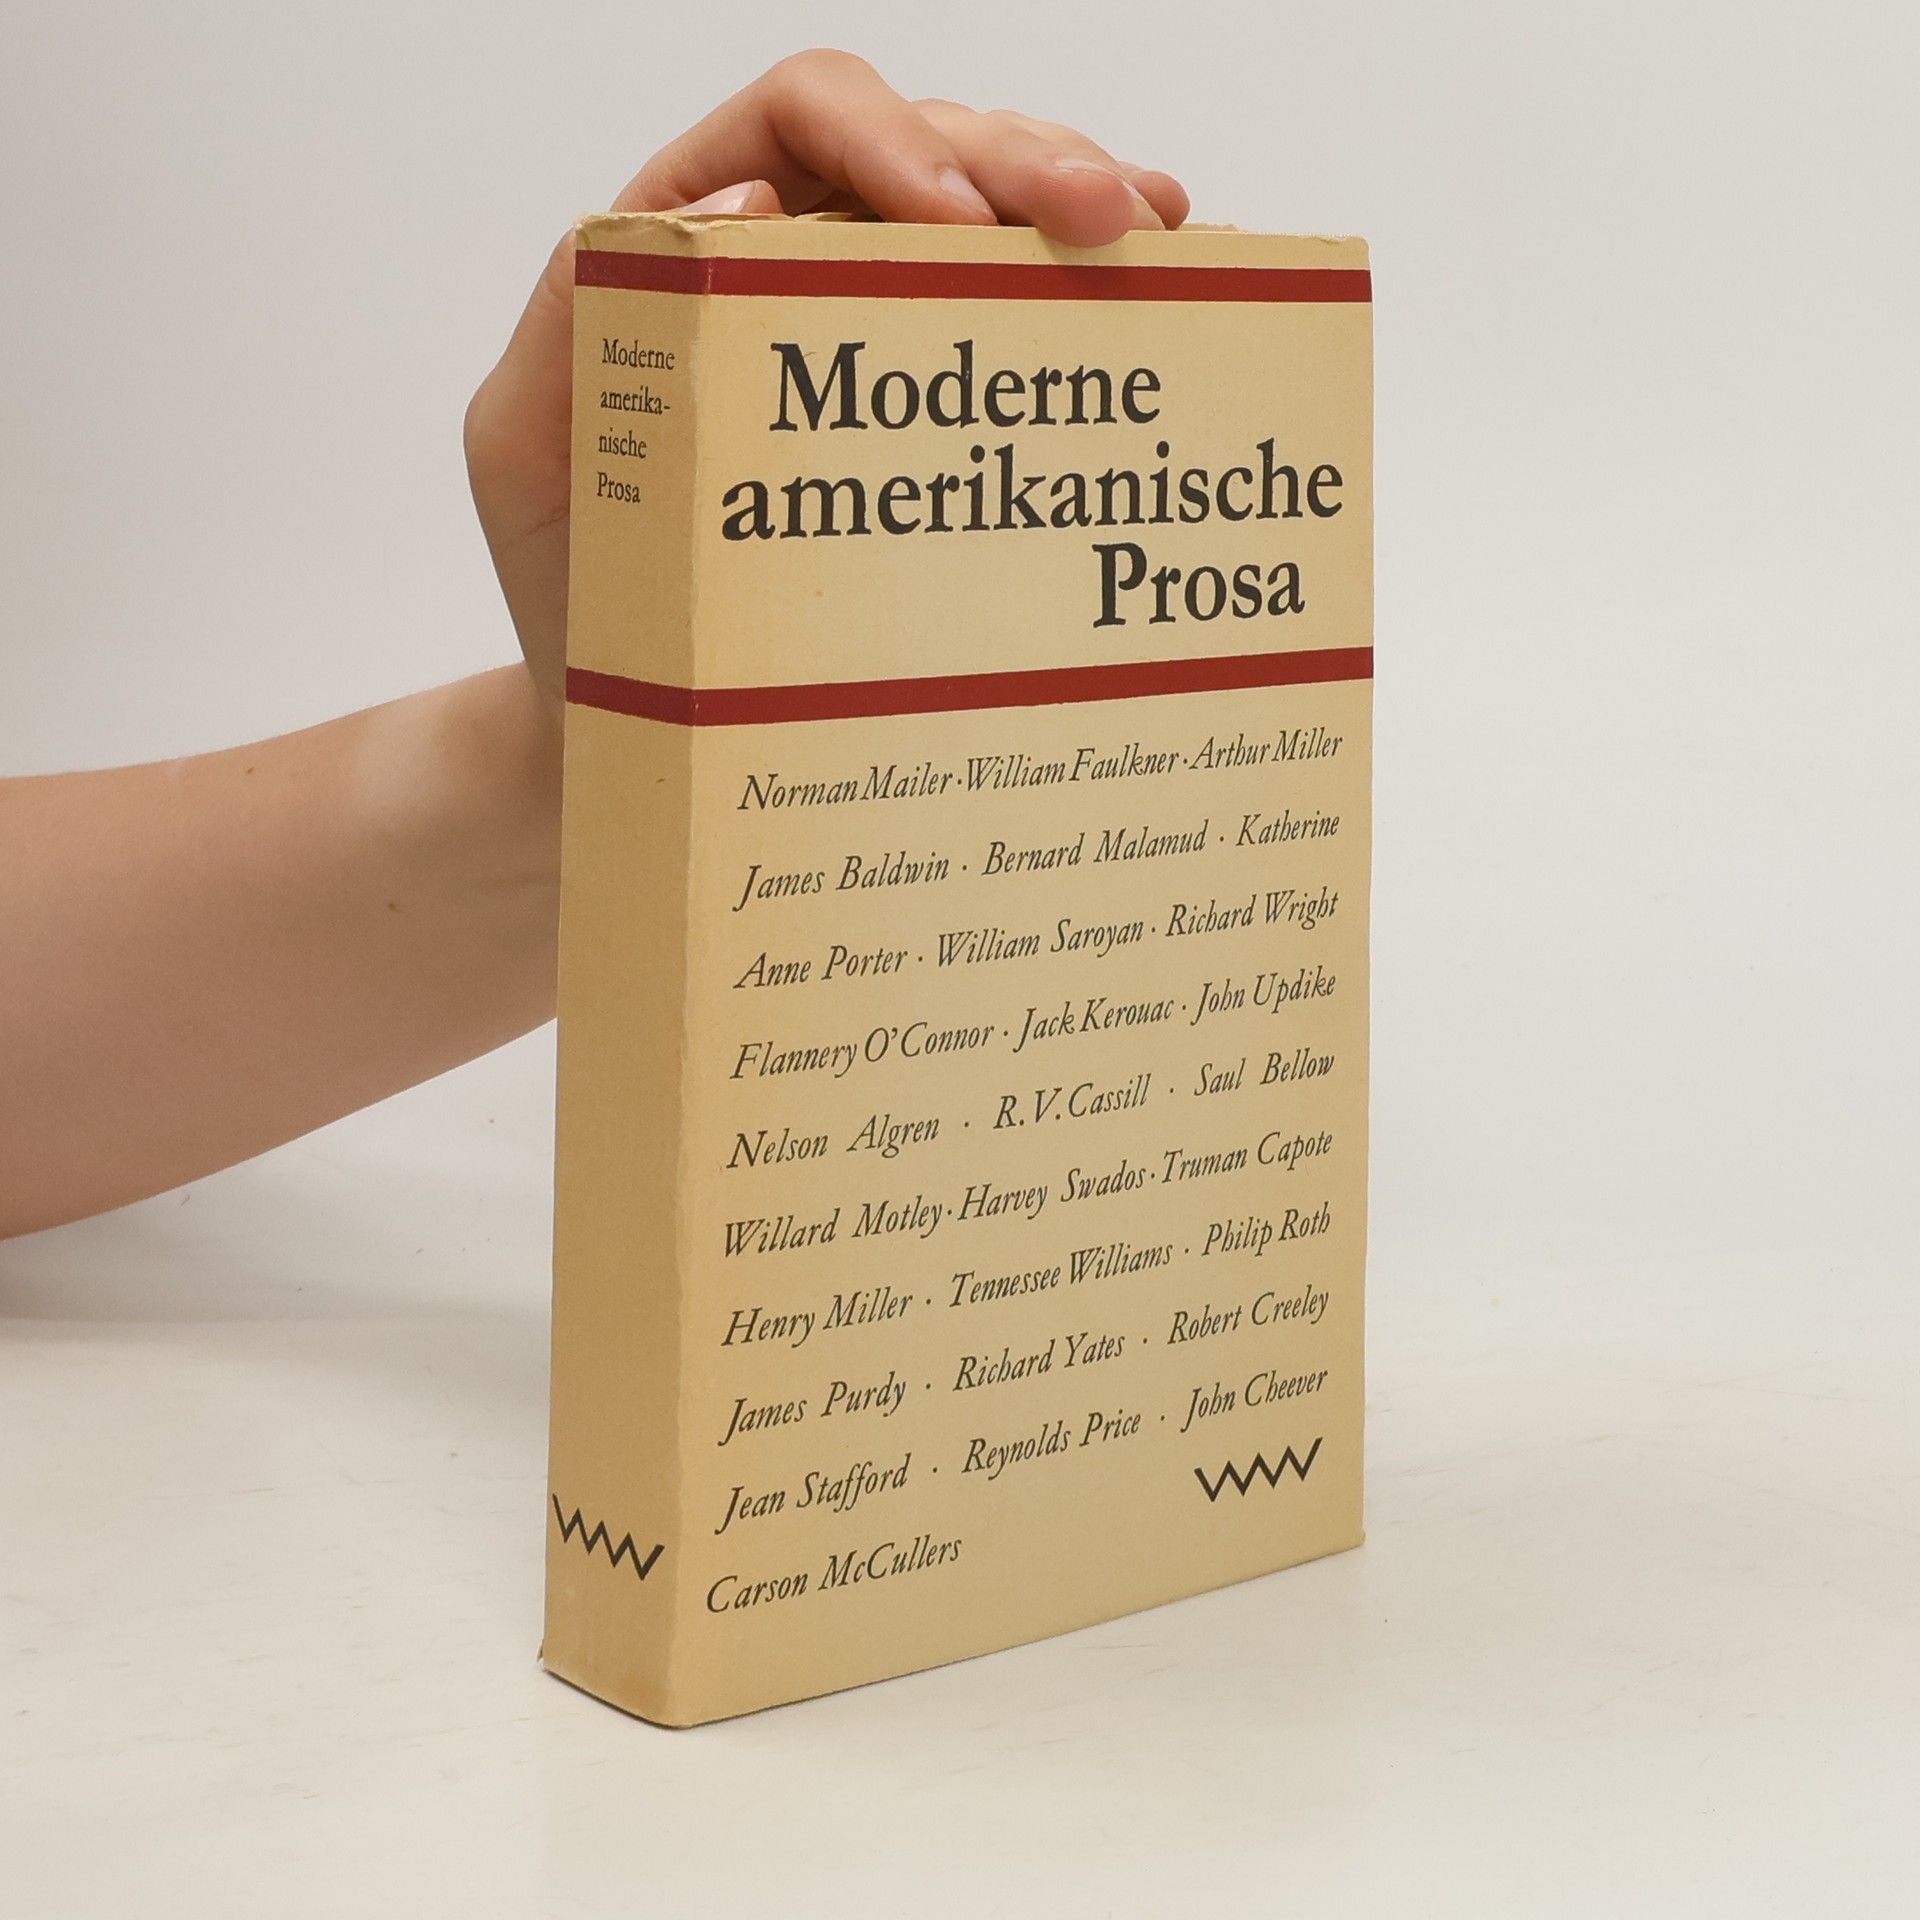 Moderne
amerika-
nische
Prosa
Moderne
amerikanische
Prosa
Norman Mailer · William Faulkner · Arthur Miller
James Baldwin · Bernard Malamud · Katherine
Anne Porter · William Saroyan · Richard Wright
Flannery O'Connor · Jack Kerouac · John Updike
Nelson Algren · R. V. Cassill · Saul Bellow
Willard Motley · Harvey Swados · Truman Capote
Henry Miller · Tennessee Williams · Philip Roth
James Purdy · Richard Yates · Robert Creeley
Jean Stafford · Reynolds Price · John Cheever
Carson McCullers